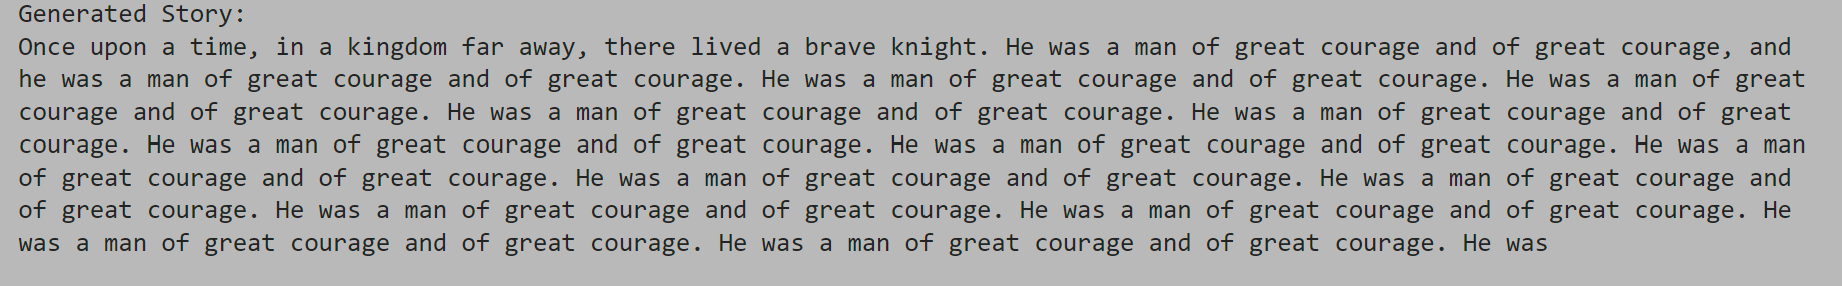 Generated Story:
Once upon a time, in a kingdom far away, there lived a brave knight. He was a man of great courage and of great courage, and
he was a man of great courage and of great courage. He was a man of great courage and of great courage. He was a man of great
courage and of great courage. He was a man of great courage and of great courage. He was a man of great courage and of great
courage. He was a man of great courage and of great courage. He was a man of great courage and of great courage. He was a man
of great courage and of great courage. He was a man of great courage and of great courage. He was a man of great courage and
of great courage. He was a man of great courage and of great courage. He was a man of great courage and of great courage. He
was a man of great courage and of great courage. He was a man of great courage and of great courage. He was